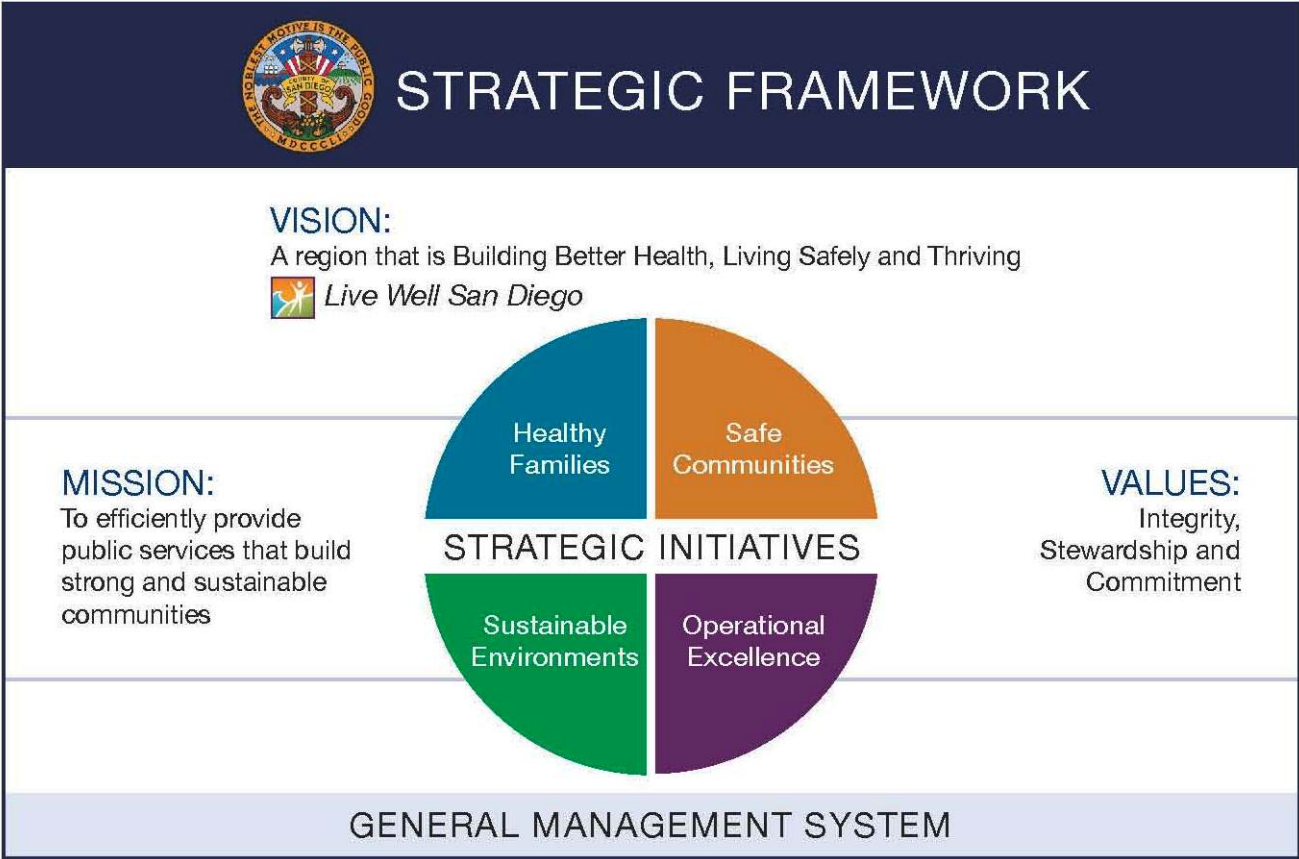 THE NOBLEST MOTIVE IS THE PUBLIC GOOD
COUNTY OF
SAN DIEGO
MDCCCLII
STRATEGIC FRAMEWORK
VISION:
A region that is Building Better Health, Living Safely and Thriving
Live Well San Diego
Healthy
Families
Safe
Communities
MISSION:
To efficiently provide
public services that build
strong and sustainable
communities
STRATEGIC INITIATIVES
VALUES:
Integrity,
Stewardship and
Commitment
Sustainable
Environments
Operational
Excellence
GENERAL MANAGEMENT SYSTEM